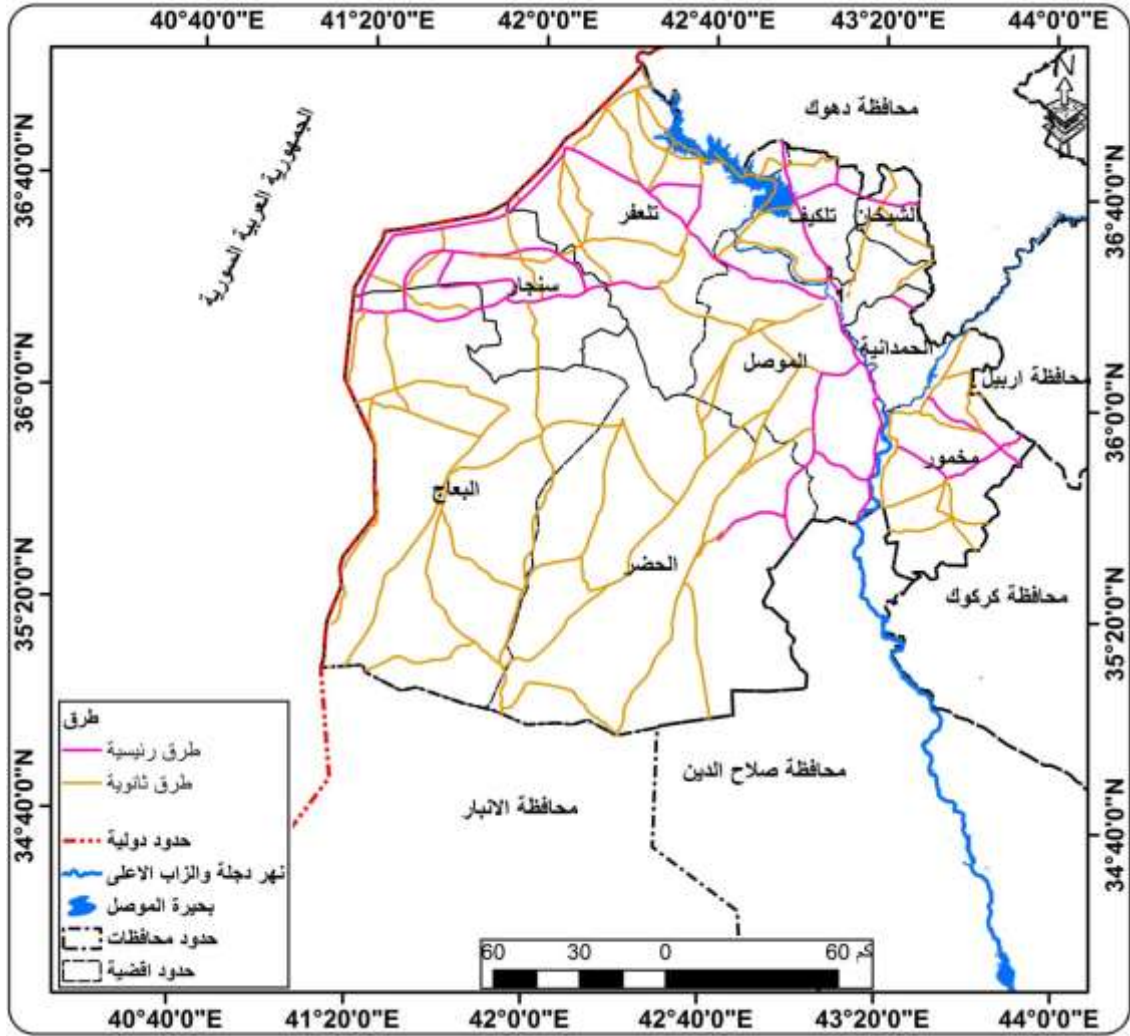 40°40'0"E 41°20'0"E 42°0'0"E 42°40'0"E 43°20'0"E 44°0'0"E
N
محافظة دهوك
الجمهورية العربية السورية
36°40'0"N
36°40'0"N
تلعفر
تلكيف
الشيخان
سنجار
الحمدانية
الموصل
محافظة اربيل
36°0'0"N
36°0'0"N
مخمور
البعاج
الحضر
محافظة كركوك
35°20'0"N
35°20'0"N
محافظة صلاح الدين
محافظة الانبار
34°40'0"N
34°40'0"N
طرق
طرق رئيسية
طرق ثانوية
حدود دولية
نهر دجلة والزاب الاعلى
بحيرة الموصل
حدود محافظات
حدود اقضية
60 30 0 60 كم
40°40'0"E 41°20'0"E 42°0'0"E 42°40'0"E 43°20'0"E 44°0'0"E